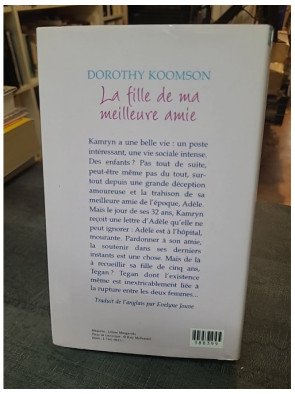 DOROTHY KOOMSON
La fille de ma
meilleure amie
Kamryn a une belle vie : un poste
intéressant, une vie sociale intense.
Des enfants ? Pas tout de suite,
peut-être même pas du tout, sur-
tout depuis une grande déception
amoureuse et la trahison de sa
meilleure amie de l'époque, Adèle.
Mais le jour de ses 32 ans, Kamryn
reçoit une lettre d'Adèle qu'elle ne
peut ignorer : Adèle est à l'hôpital,
mourante. Pardonner à son amie,
la soutenir dans ses derniers
instants est une chose. Mais de là
à recueillir sa fille de cinq ans,
Tegan ? Tegan dont l'existence
même est inextricablement liée à
la rupture entre les deux femmes...
Traduit de l'anglais par Evelyne Jouve